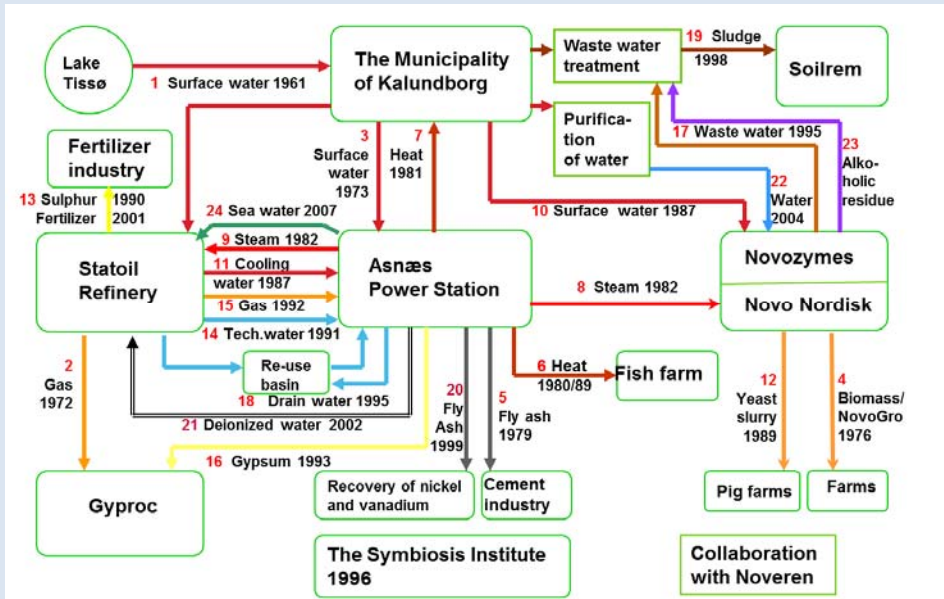 Lake
Tissø
1 Surface water 1961
The Municipality
of Kalundborg
Waste water
treatment
19 Sludge
1998
Soilrem
Fertilizer
industry
13 Sulphur 1990
Fertilizer 2001
3
Surface
water
1973
7
Heat
1981
Purifica-
tion
of water
17 Waste water 1995
23
Alko-
holic
residue
22
Water
2004
10 Surface water 1987
24 Sea water 2007
9 Steam 1982
11 Cooling
water 1987
15 Gas 1992
14 Tech.water 1991
Statoil
Refinery
Asnæs
Power Station
8 Steam 1982
Novozymes
Novo Nordisk
2
Gas
1972
Re-use
basin
18 Drain water 1995
21 Deionized water 2002
16 Gypsum 1993
20
Fly
Ash
1999
5
Fly ash
1979
6 Heat
1980/89
Fish farm
12
Yeast
slurry
1989
4
Biomass/
NovoGro
1976
Gyproc
Recovery of nickel
and vanadium
Cement
industry
Pig farms
Farms
The Symbiosis Institute
1996
Collaboration
with Noveren